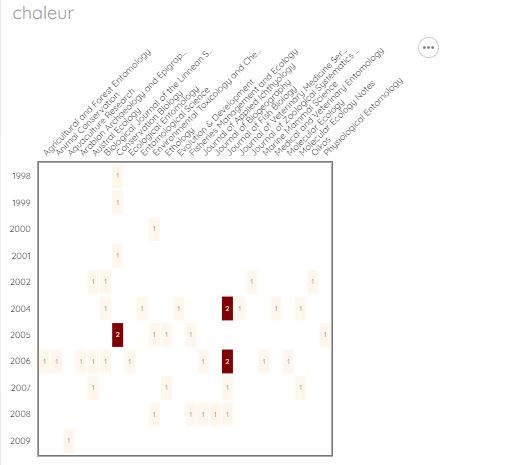 chaleur
Agricultural and Forest Entomology
Animal Conservation
Aquaculture Research
Arabian Archaeology and Epigrap...
Austral Ecology
Biological Journal of the Linnean S...
Conservation Biology
Ecological Entomology
Entomological Science
Environmental Toxicology and Che...
Ethology
Evolution & Development
Fisheries Management and Ecology
Journal of Applied Ichthyology
Journal of Biogeography
Journal of Fish Biology
Journal of Veterinary Medicine Ser...
Journal of Zoological Systematics ...
Marine Mammal Science
Medical and Veterinary Entomology
Molecular Ecology
Molecular Ecology Notes
Oikos
Physiological Entomology
1998 1
1999 1
2000 1
2001 1
2002 1 1 1 1
2004 1 1 1 2 1 1 1
2005 2 1 1 1 1
2006 1 1 1 1 1 1 1 2 1 1
2007 1 1 1 1
2008 1 1 1 1 1
2009 1